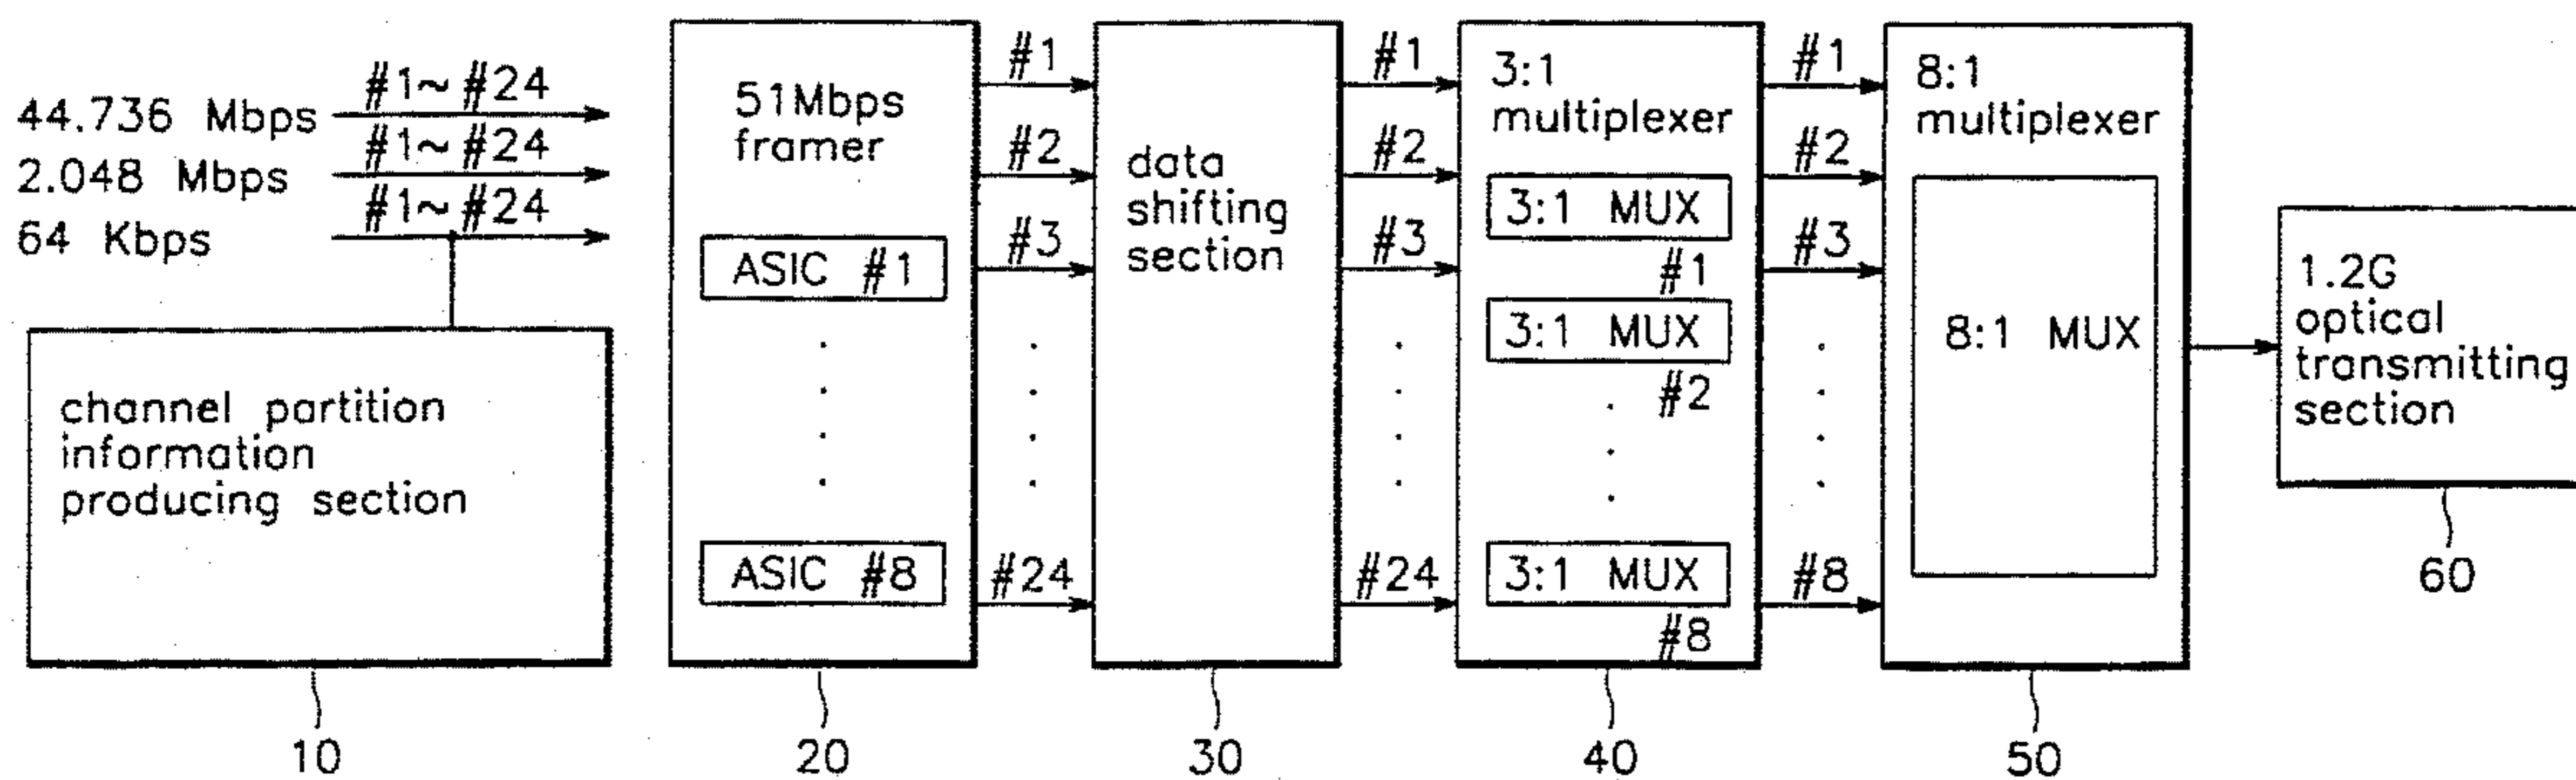 44.736 Mbps
#1~ #24
2.048 Mbps
#1~ #24
64 Kbps
#1~ #24
channel partition
information
producing section
10
51Mbps
framer
ASIC #1
ASIC #8
20
#1
#2
#3
#24
data
shifting
section
30
#1
#2
#3
#24
3:1
multiplexer
3:1 MUX
#1
3:1 MUX
#2
3:1 MUX
#8
40
#1
#2
#3
#8
8:1
multiplexer
8:1 MUX
50
1.2G
optical
transmitting
section
60